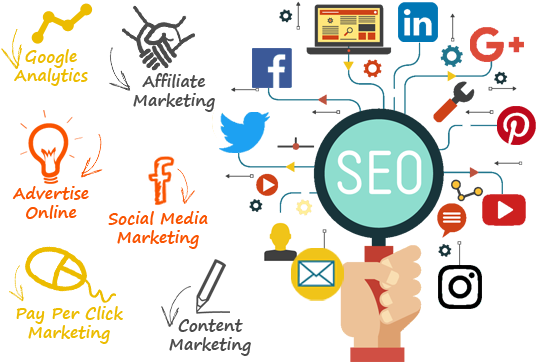 Google
Analytics
Affiliate
Marketing
Advertise
Online
Social Media
Marketing
Pay Per Click
Marketing
Content
Marketing
SEO
f
in
G+